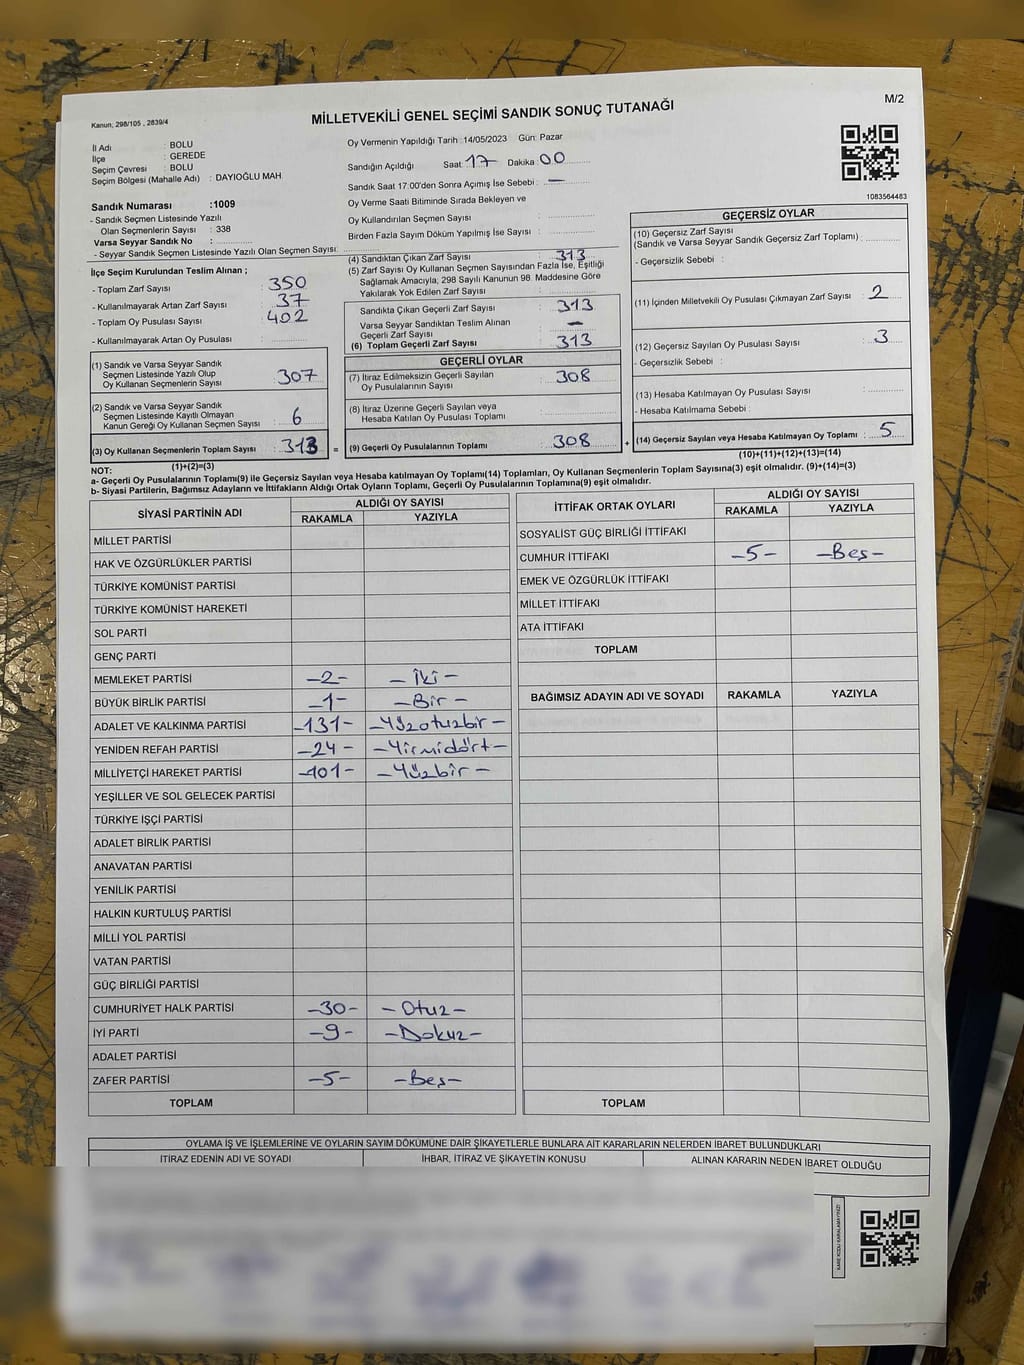 M/2
Kanun; 298/105 , 2839/4
MİLLETVEKİLİ GENEL SEÇİMİ SANDIK SONUÇ TUTANAĞI
İl Adı : BOLU
İlçe : GEREDE
Seçim Çevresi : BOLU
Seçim Bölgesi (Mahalle Adı) : DAYIOĞLU MAH.
Sandık Numarası :1009
- Sandık Seçmen Listesinde Yazılı
Olan Seçmenlerin Sayısı : 338
Varsa Seyyar Sandık No :
- Seyyar Sandık Seçmen Listesinde Yazılı Olan Seçmen Sayısı:
İlçe Seçim Kurulundan Teslim Alınan ;
- Toplam Zarf Sayısı : 350
- Kullanılmayarak Artan Zarf Sayısı : 37
- Toplam Oy Pusulası Sayısı : 402
- Kullanılmayarak Artan Oy Pusulası :
(1) Sandık ve Varsa Seyyar Sandık
Seçmen Listesinde Yazılı Olup
Oy Kullanan Seçmenlerin Sayısı : 307
(2) Sandık ve Varsa Seyyar Sandık
Seçmen Listesinde Kayıtlı Olmayan
Kanun Gereği Oy Kullanan Seçmen Sayısı : 6
(3) Oy Kullanan Seçmenlerin Toplam Sayısı : 313
(1)+(2)=(3)
Oy Vermenin Yapıldığı Tarih :14/05/2023 Gün: Pazar
Sandığın Açıldığı Saat: 17 Dakika: 00
Sandık Saat 17.00'den Sonra Açımış İse Sebebi : —
Oy Verme Saati Bitiminde Sırada Bekleyen ve
Oy Kullandırılan Seçmen Sayısı :
Birden Fazla Sayım Döküm Yapılmış İse Sayısı :
(4) Sandıktan Çıkan Zarf Sayısı : 313
(5) Zarf Sayısı Oy Kullanan Seçmen Sayısından Fazla İse, Eşitliği
Sağlamak Amacıyla; 298 Sayılı Kanunun 98. Maddesine Göre
Yakılarak Yok Edilen Zarf Sayısı :
Sandıkta Çıkan Geçerli Zarf Sayısı : 313
Varsa Seyyar Sandıktan Teslim Alınan
Geçerli Zarf Sayısı : —
(6) Toplam Geçerli Zarf Sayısı : 313
GEÇERLİ OYLAR
(7) İtiraz Edilmeksizin Geçerli Sayılan
Oy Pusulalarının Sayısı : 308
(8) İtiraz Üzerine Geçerli Sayılan veya
Hesaba Katılan Oy Pusulası Toplamı :
= (9) Geçerli Oy Pusulalarının Toplamı : 308 +
1083564483
GEÇERSİZ OYLAR
(10) Geçersiz Zarf Sayısı
(Sandık ve Varsa Seyyar Sandık Geçersiz Zarf Toplamı) :
- Geçersizlik Sebebi :
(11) İçinden Milletvekili Oy Pusulası Çıkmayan Zarf Sayısı : 2
(12) Geçersiz Sayılan Oy Pusulası Sayısı : 3
- Geçersizlik Sebebi :
(13) Hesaba Katılmayan Oy Pusulası Sayısı :
- Hesaba Katılmama Sebebi :
(14) Geçersiz Sayılan veya Hesaba Katılmayan Oy Toplamı : 5
(10)+(11)+(12)+(13)=(14)
NOT:
a- Geçerli Oy Pusulalarının Toplamı(9) ile Geçersiz Sayılan veya Hesaba katılmayan Oy Toplamı(14) Toplamları, Oy Kullanan Seçmenlerin Toplam Sayısına(3) eşit olmalıdır. (9)+(14)=(3)
b- Siyasi Partilerin, Bağımsız Adayların ve İttifakların Aldığı Ortak Oyların Toplamı, Geçerli Oy Pusulalarının Toplamına(9) eşit olmalıdır.
SİYASİ PARTİNİN ADI
ALDIĞI OY SAYISI
RAKAMLA YAZIYLA
MİLLET PARTİSİ
HAK VE ÖZGÜRLÜKLER PARTİSİ
TÜRKİYE KOMÜNİST PARTİSİ
TÜRKİYE KOMÜNİST HAREKETİ
SOL PARTİ
GENÇ PARTİ
MEMLEKET PARTİSİ -2- -İki-
BÜYÜK BİRLİK PARTİSİ -1- -Bir-
ADALET VE KALKINMA PARTİSİ -131- -Yüzotuzbir-
YENİDEN REFAH PARTİSİ -24- -Yirmidört-
MİLLİYETÇİ HAREKET PARTİSİ -101- -Yüzbir-
YEŞİLLER VE SOL GELECEK PARTİSİ
TÜRKİYE İŞÇİ PARTİSİ
ADALET BİRLİK PARTİSİ
ANAVATAN PARTİSİ
YENİLİK PARTİSİ
HALKIN KURTULUŞ PARTİSİ
MİLLİ YOL PARTİSİ
VATAN PARTİSİ
GÜÇ BİRLİĞİ PARTİSİ
CUMHURİYET HALK PARTİSİ -30- -Otuz-
İYİ PARTİ -9- -Dokuz-
ADALET PARTİSİ
ZAFER PARTİSİ -5- -Beş-
TOPLAM
İTTİFAK ORTAK OYLARI
ALDIĞI OY SAYISI
RAKAMLA YAZIYLA
SOSYALİST GÜÇ BİRLİĞİ İTTİFAKI
CUMHUR İTTİFAKI -5- -Beş-
EMEK VE ÖZGÜRLÜK İTTİFAKI
MİLLET İTTİFAKI
ATA İTTİFAKI
TOPLAM
BAĞIMSIZ ADAYIN ADI VE SOYADI RAKAMLA YAZIYLA
TOPLAM
OYLAMA İŞ VE İŞLEMLERİNE VE OYLARIN SAYIM DÖKÜMÜNE DAİR ŞİKAYETLERLE BUNLARA AİT KARARLARIN NELERDEN İBARET BULUNDUKLARI
İTİRAZ EDENİN ADI VE SOYADI
İHBAR, İTİRAZ VE ŞİKAYETİN KONUSU
ALINAN KARARIN NEDEN İBARET OLDUĞU
KARE KODU KARALAMAYINIZ!